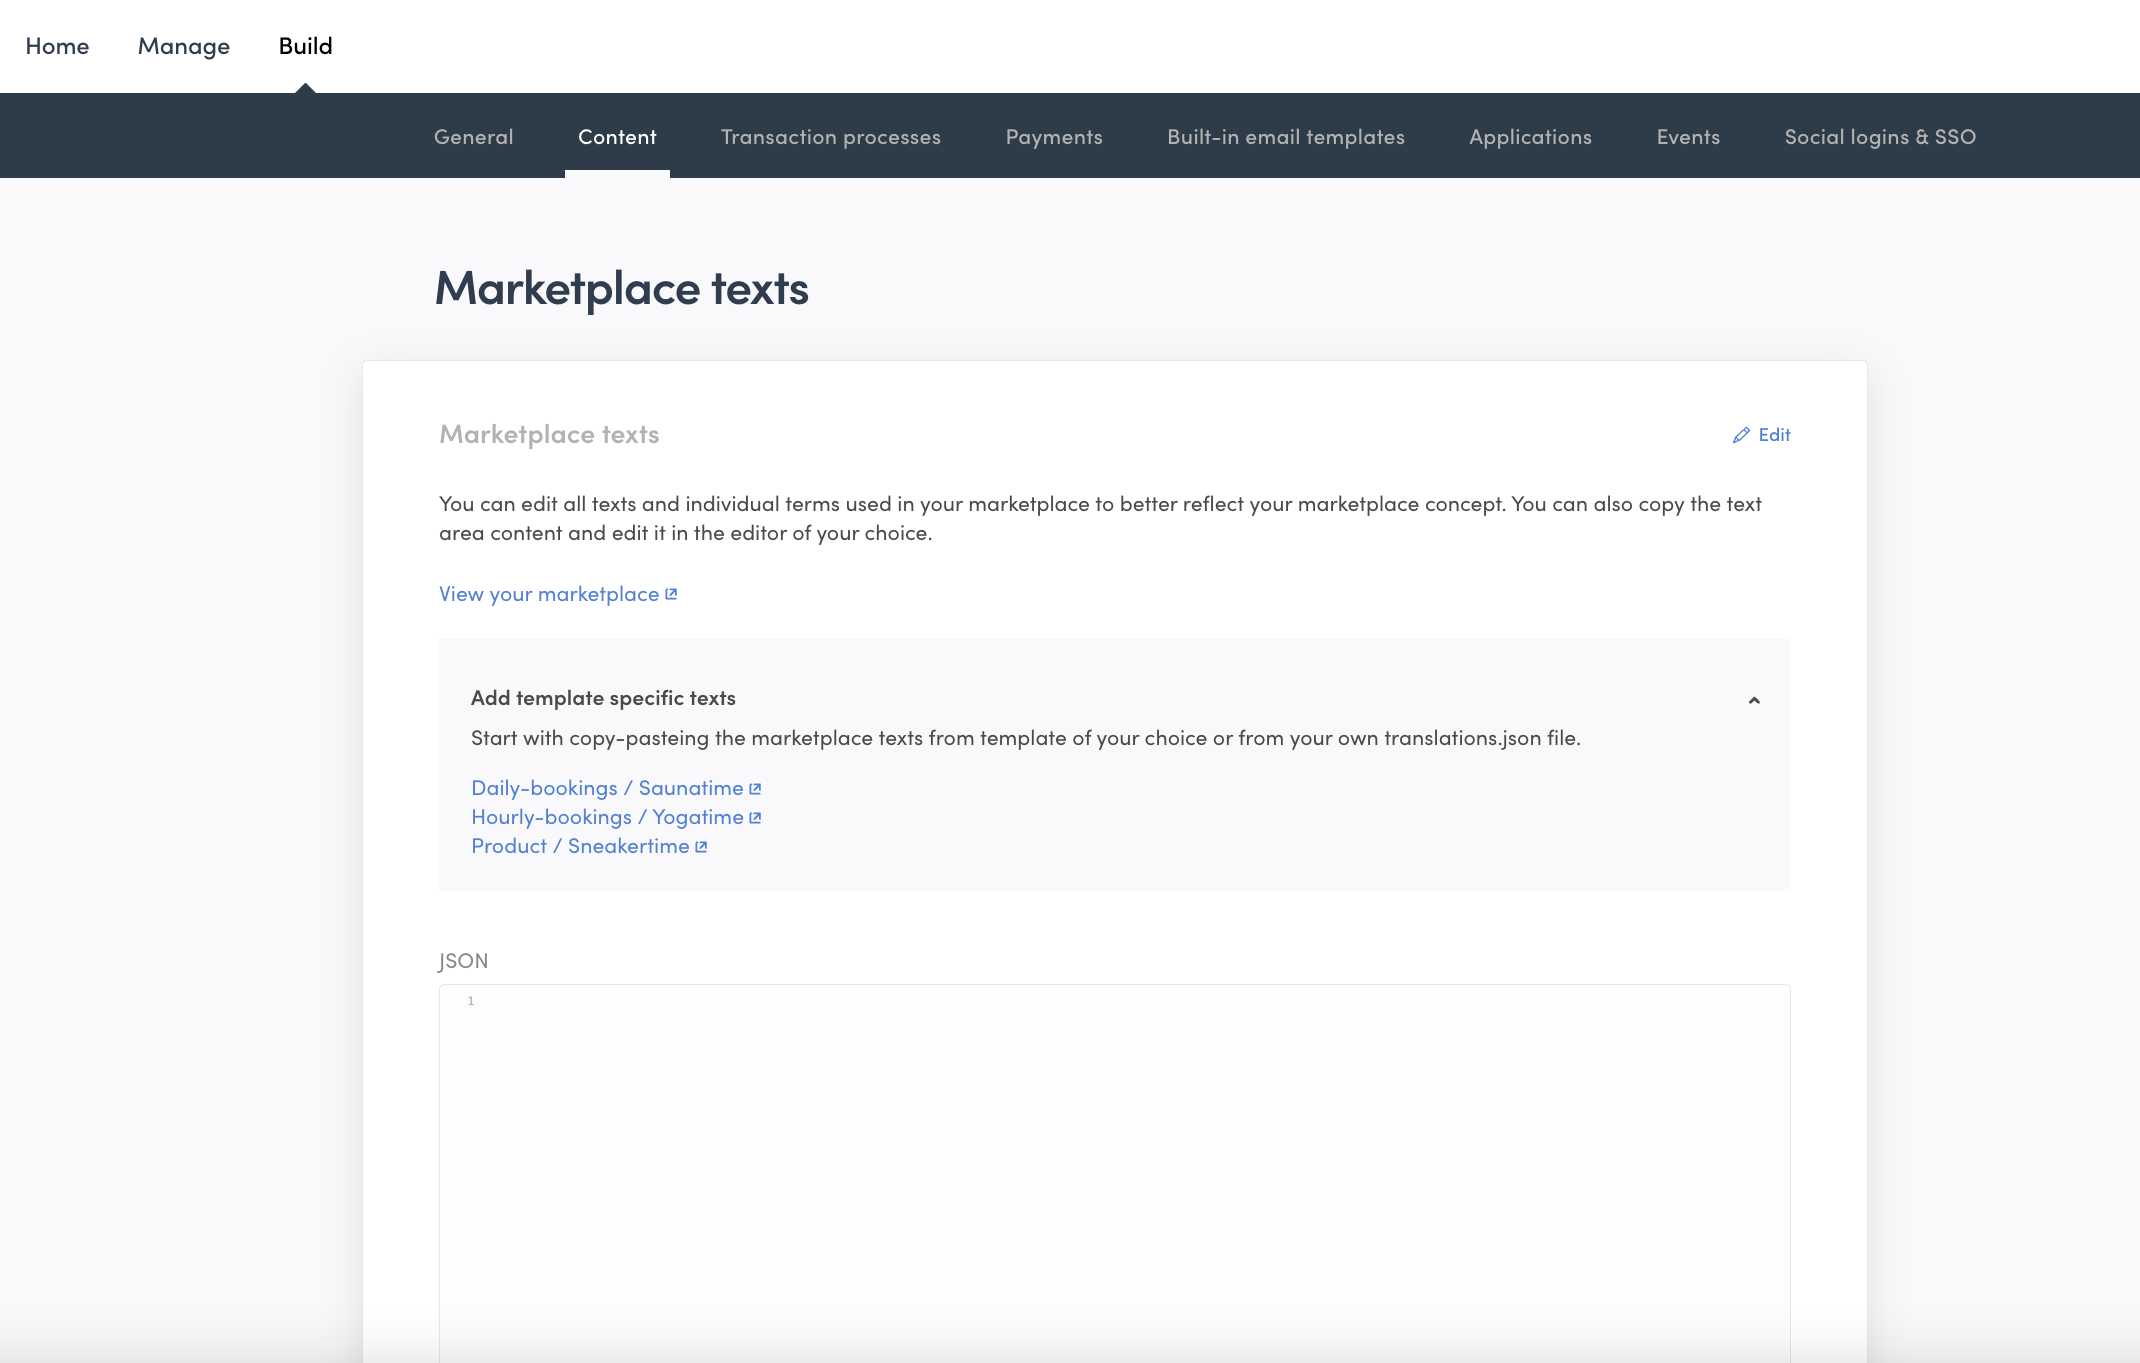 Home Manage Build
General Content Transaction processes Payments Built-in email templates Applications Events Social logins & SSO
Marketplace texts
Marketplace texts Edit
You can edit all texts and individual terms used in your marketplace to better reflect your marketplace concept. You can also copy the text
area content and edit it in the editor of your choice.
View your marketplace
Add template specific texts
Start with copy-pasteing the marketplace texts from template of your choice or from your own translations.json file.
Daily-bookings / Saunatime
Hourly-bookings / Yogatime
Product / Sneakertime
JSON
1